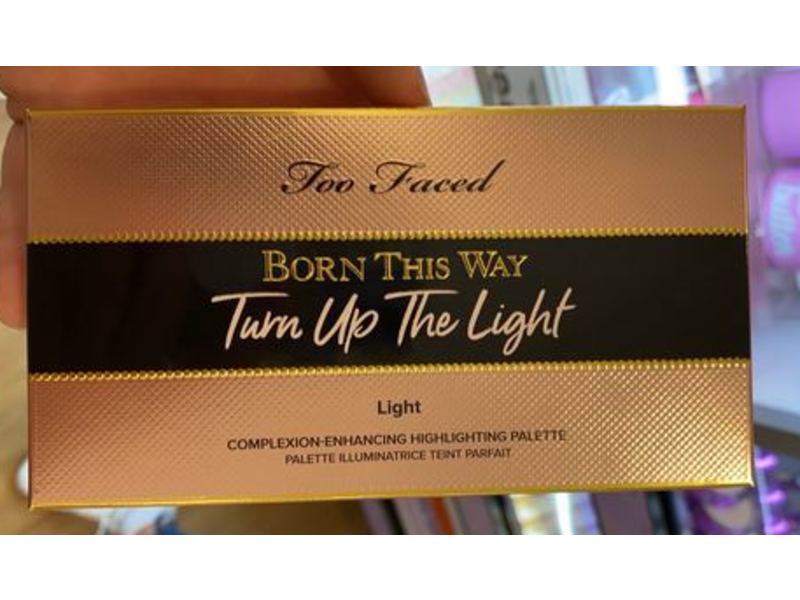 Too Faced
BORN THIS WAY
Turn Up The Light
Light
COMPLEXION-ENHANCING HIGHLIGHTING PALETTE
PALETTE ILLUMINATRICE TEINT PARFAIT